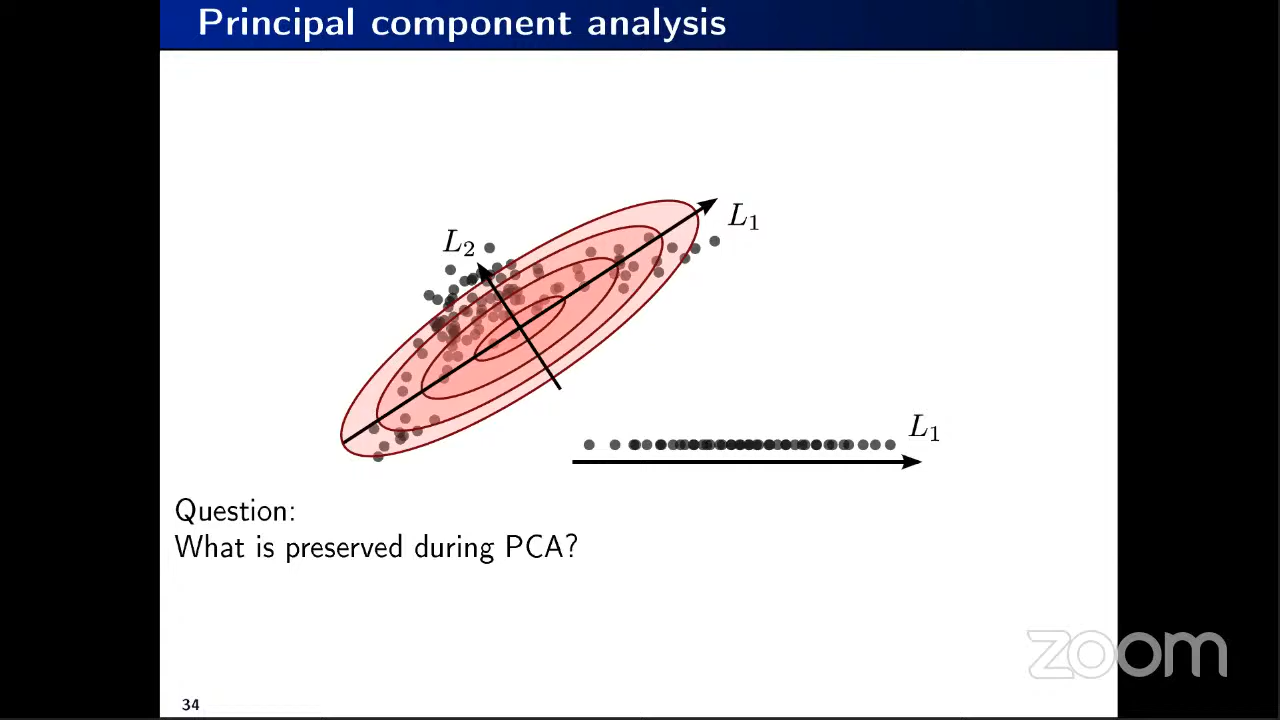 Principal component analysis
L₁
L₂
L₁
Question:
What is preserved during PCA?
zoom
34